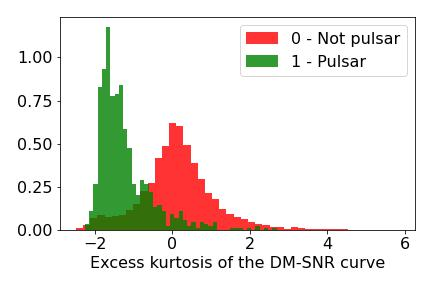 0 - Not pulsar
1 - Pulsar
1.00
0.75
0.50
0.25
0.00
−2 0 2 4 6
Excess kurtosis of the DM-SNR curve